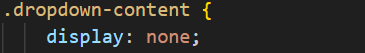 .dropdown-content {
display: none;